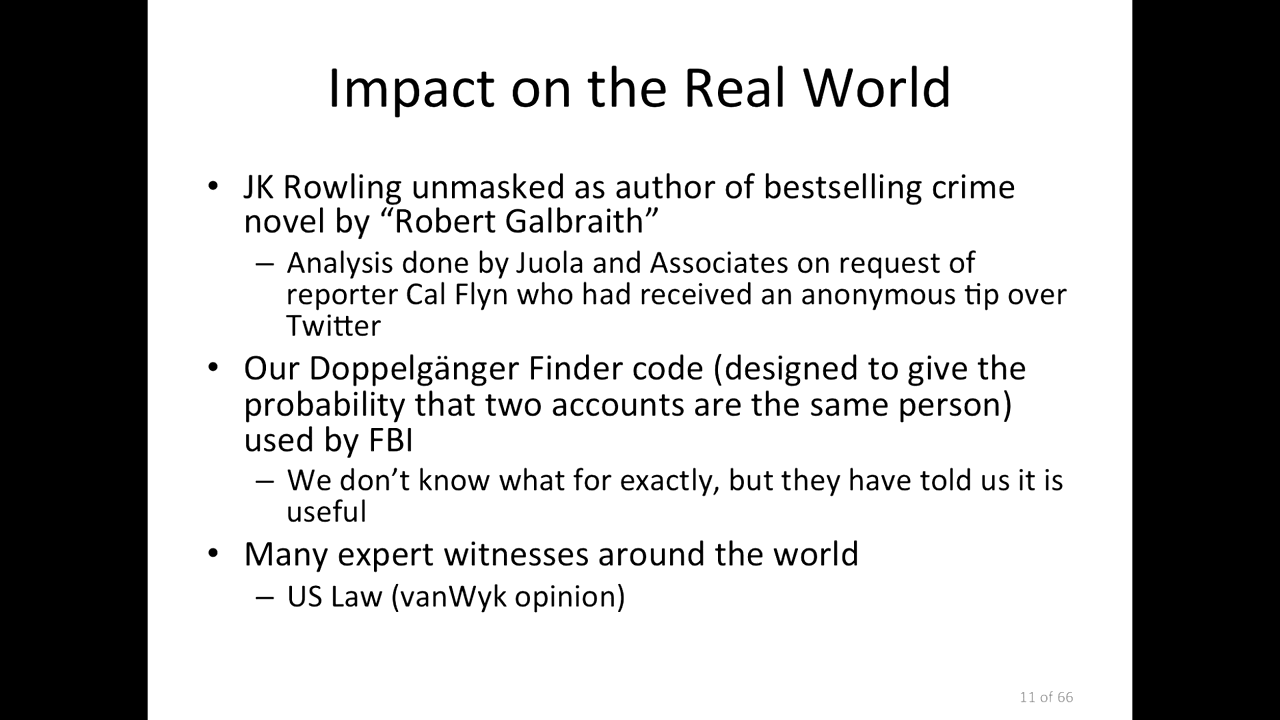 Impact on the Real World
• JK Rowling unmasked as author of bestselling crime
novel by “Robert Galbraith”
– Analysis done by Juola and Associates on request of
reporter Cal Flyn who had received an anonymous tip over
Twitter
• Our Doppelgänger Finder code (designed to give the
probability that two accounts are the same person)
used by FBI
– We don’t know what for exactly, but they have told us it is
useful
• Many expert witnesses around the world
– US Law (vanWyk opinion)
11 of 66